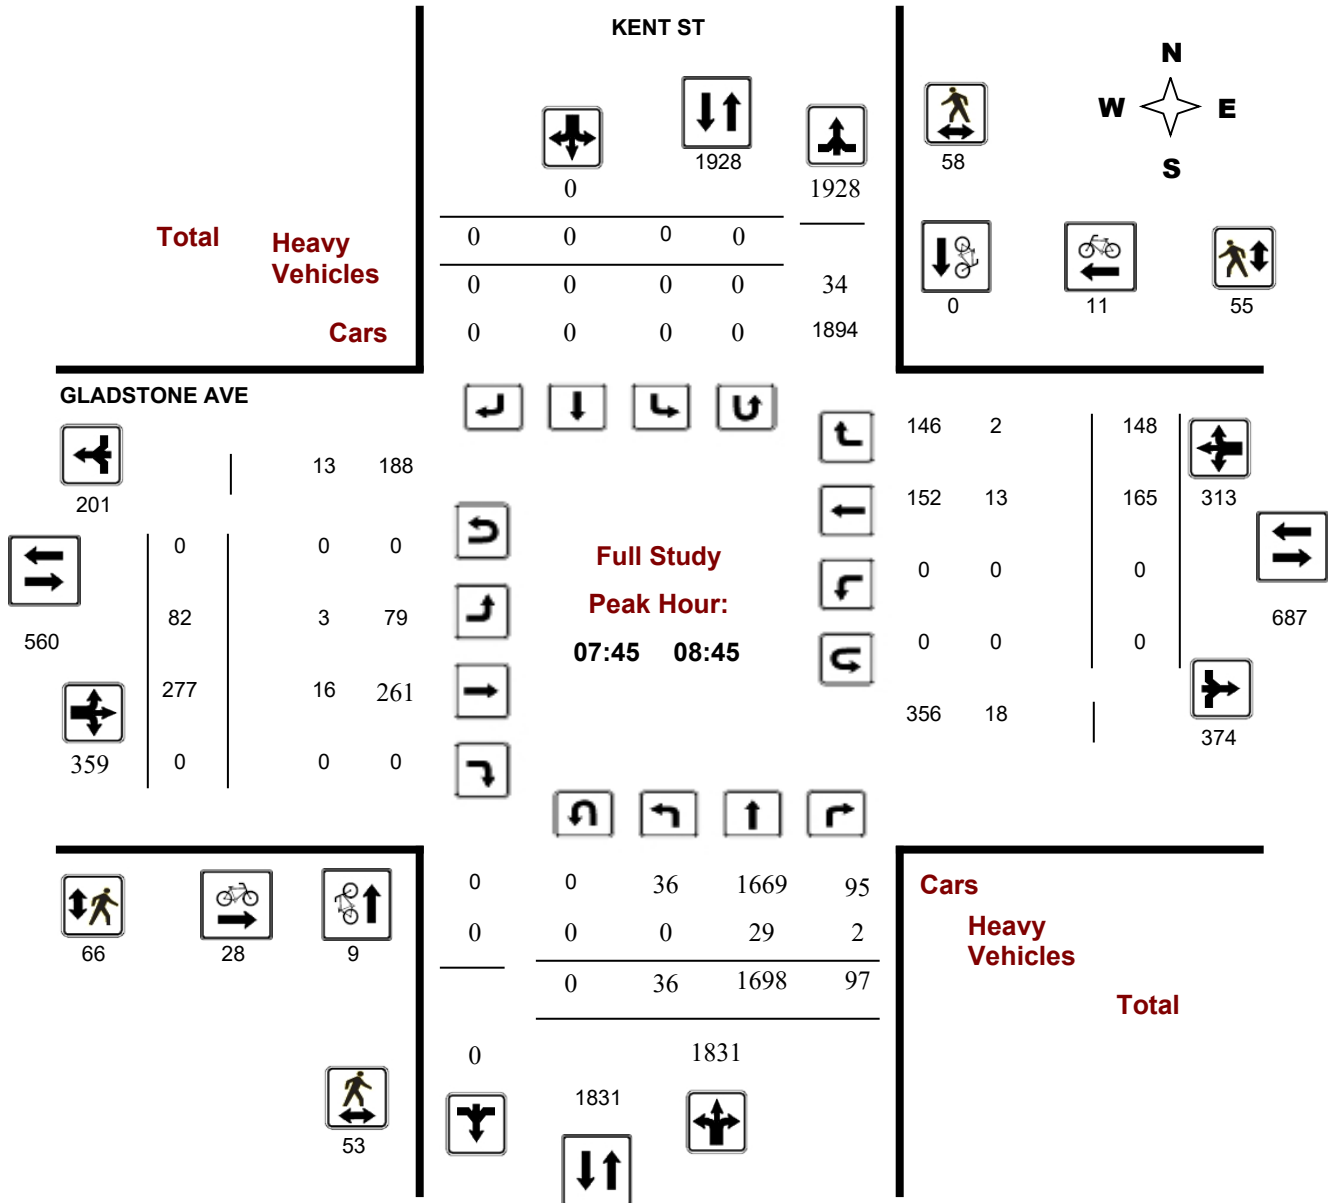 KENT ST
N
W E
S
1928
58
0
1928
Total Heavy
Vehicles
0 0 0 0
0 11 55
0 0 0 0 34
Cars 0 0 0 0 1894
GLADSTONE AVE
146 2 148
13 188
201
152 13 165 313
0 0 0
Full Study
0 0 0
Peak Hour:
82 3 79
687
560
07:45 08:45
0 0 0
277 16 261
356 18
374
359 0 0 0
0 0 36 1669 95
Cars
0 0 0 29 2
Heavy
Vehicles
66 28 9
0 36 1698 97
Total
0 1831
1831
53